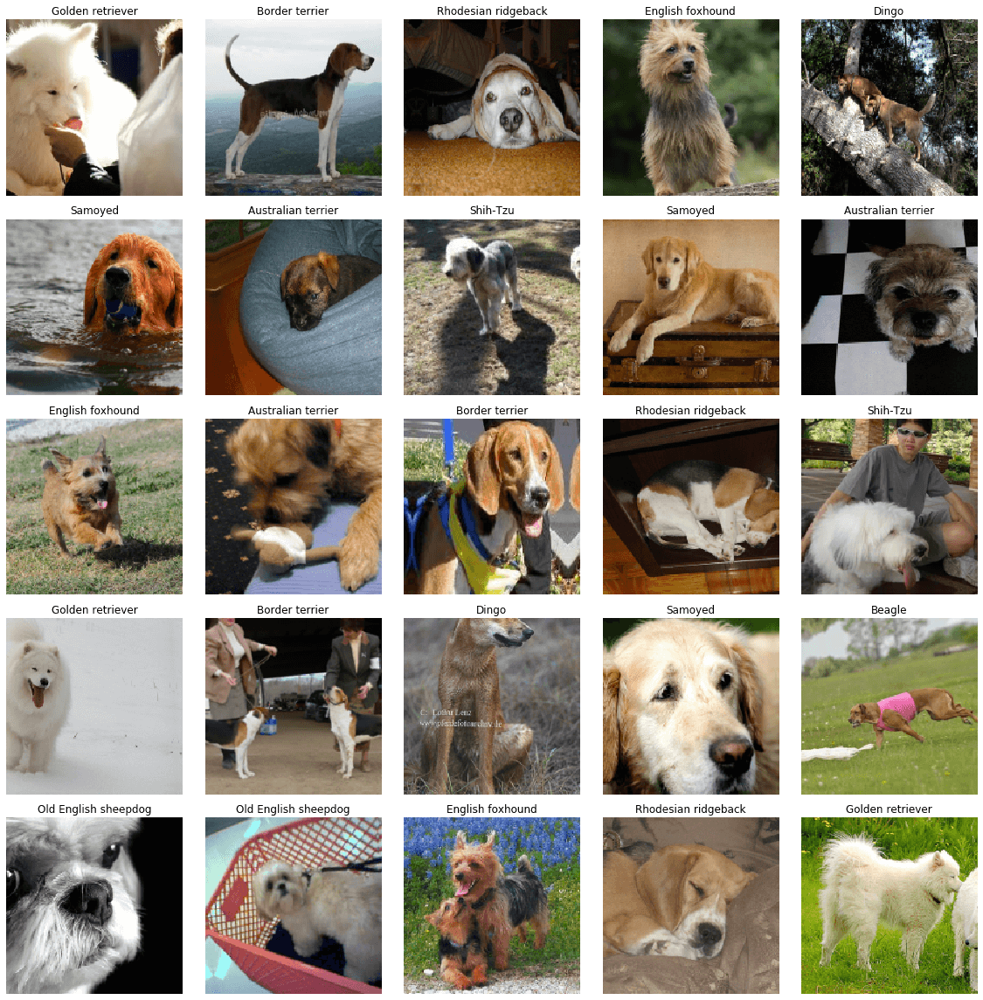 Golden retriever
Border terrier
Rhodesian ridgeback
English foxhound
Dingo
Samoyed
Australian terrier
Shih-Tzu
Samoyed
Australian terrier
English foxhound
Australian terrier
Border terrier
Rhodesian ridgeback
Shih-Tzu
Golden retriever
Border terrier
Dingo
Samoyed
Beagle
C: Lothar Lenz
www.pferdefotoarchiv.de
Old English sheepdog
Old English sheepdog
English foxhound
Rhodesian ridgeback
Golden retriever